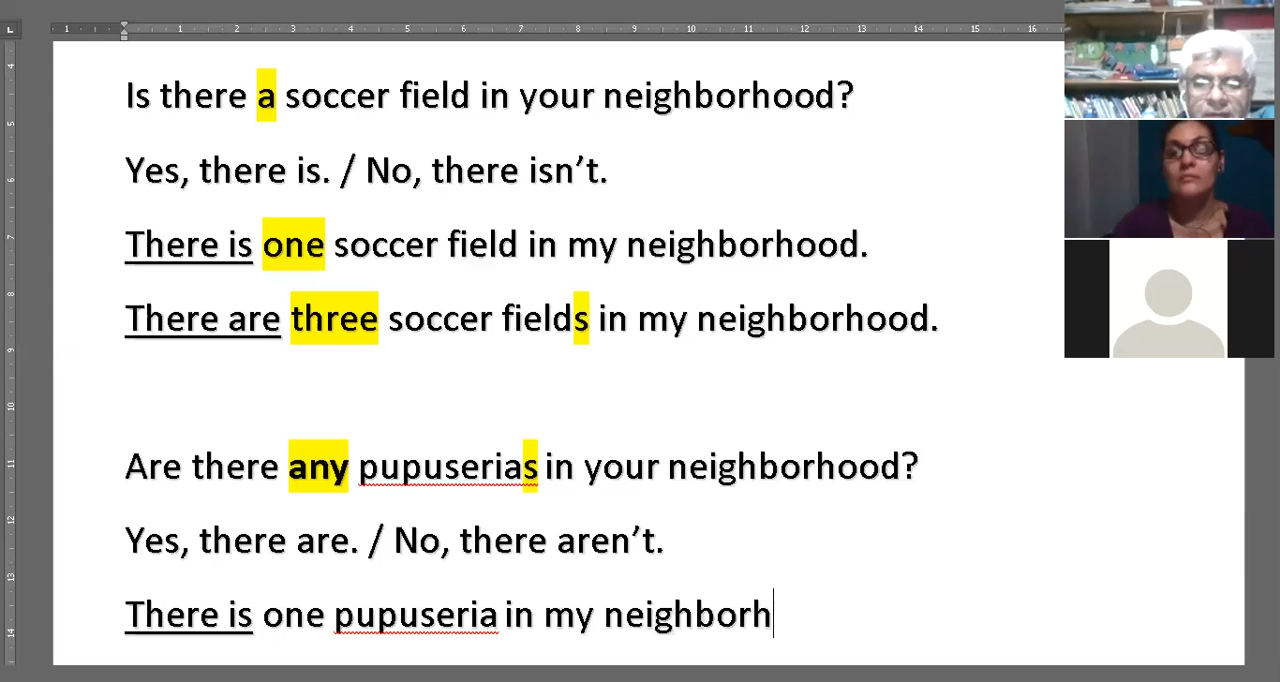 Is there a soccer field in your neighborhood?
Yes, there is. / No, there isn’t.
There is one soccer field in my neighborhood.
There are three soccer fields in my neighborhood.
Are there any pupuserias in your neighborhood?
Yes, there are. / No, there aren’t.
There is one pupuseria in my neighborh